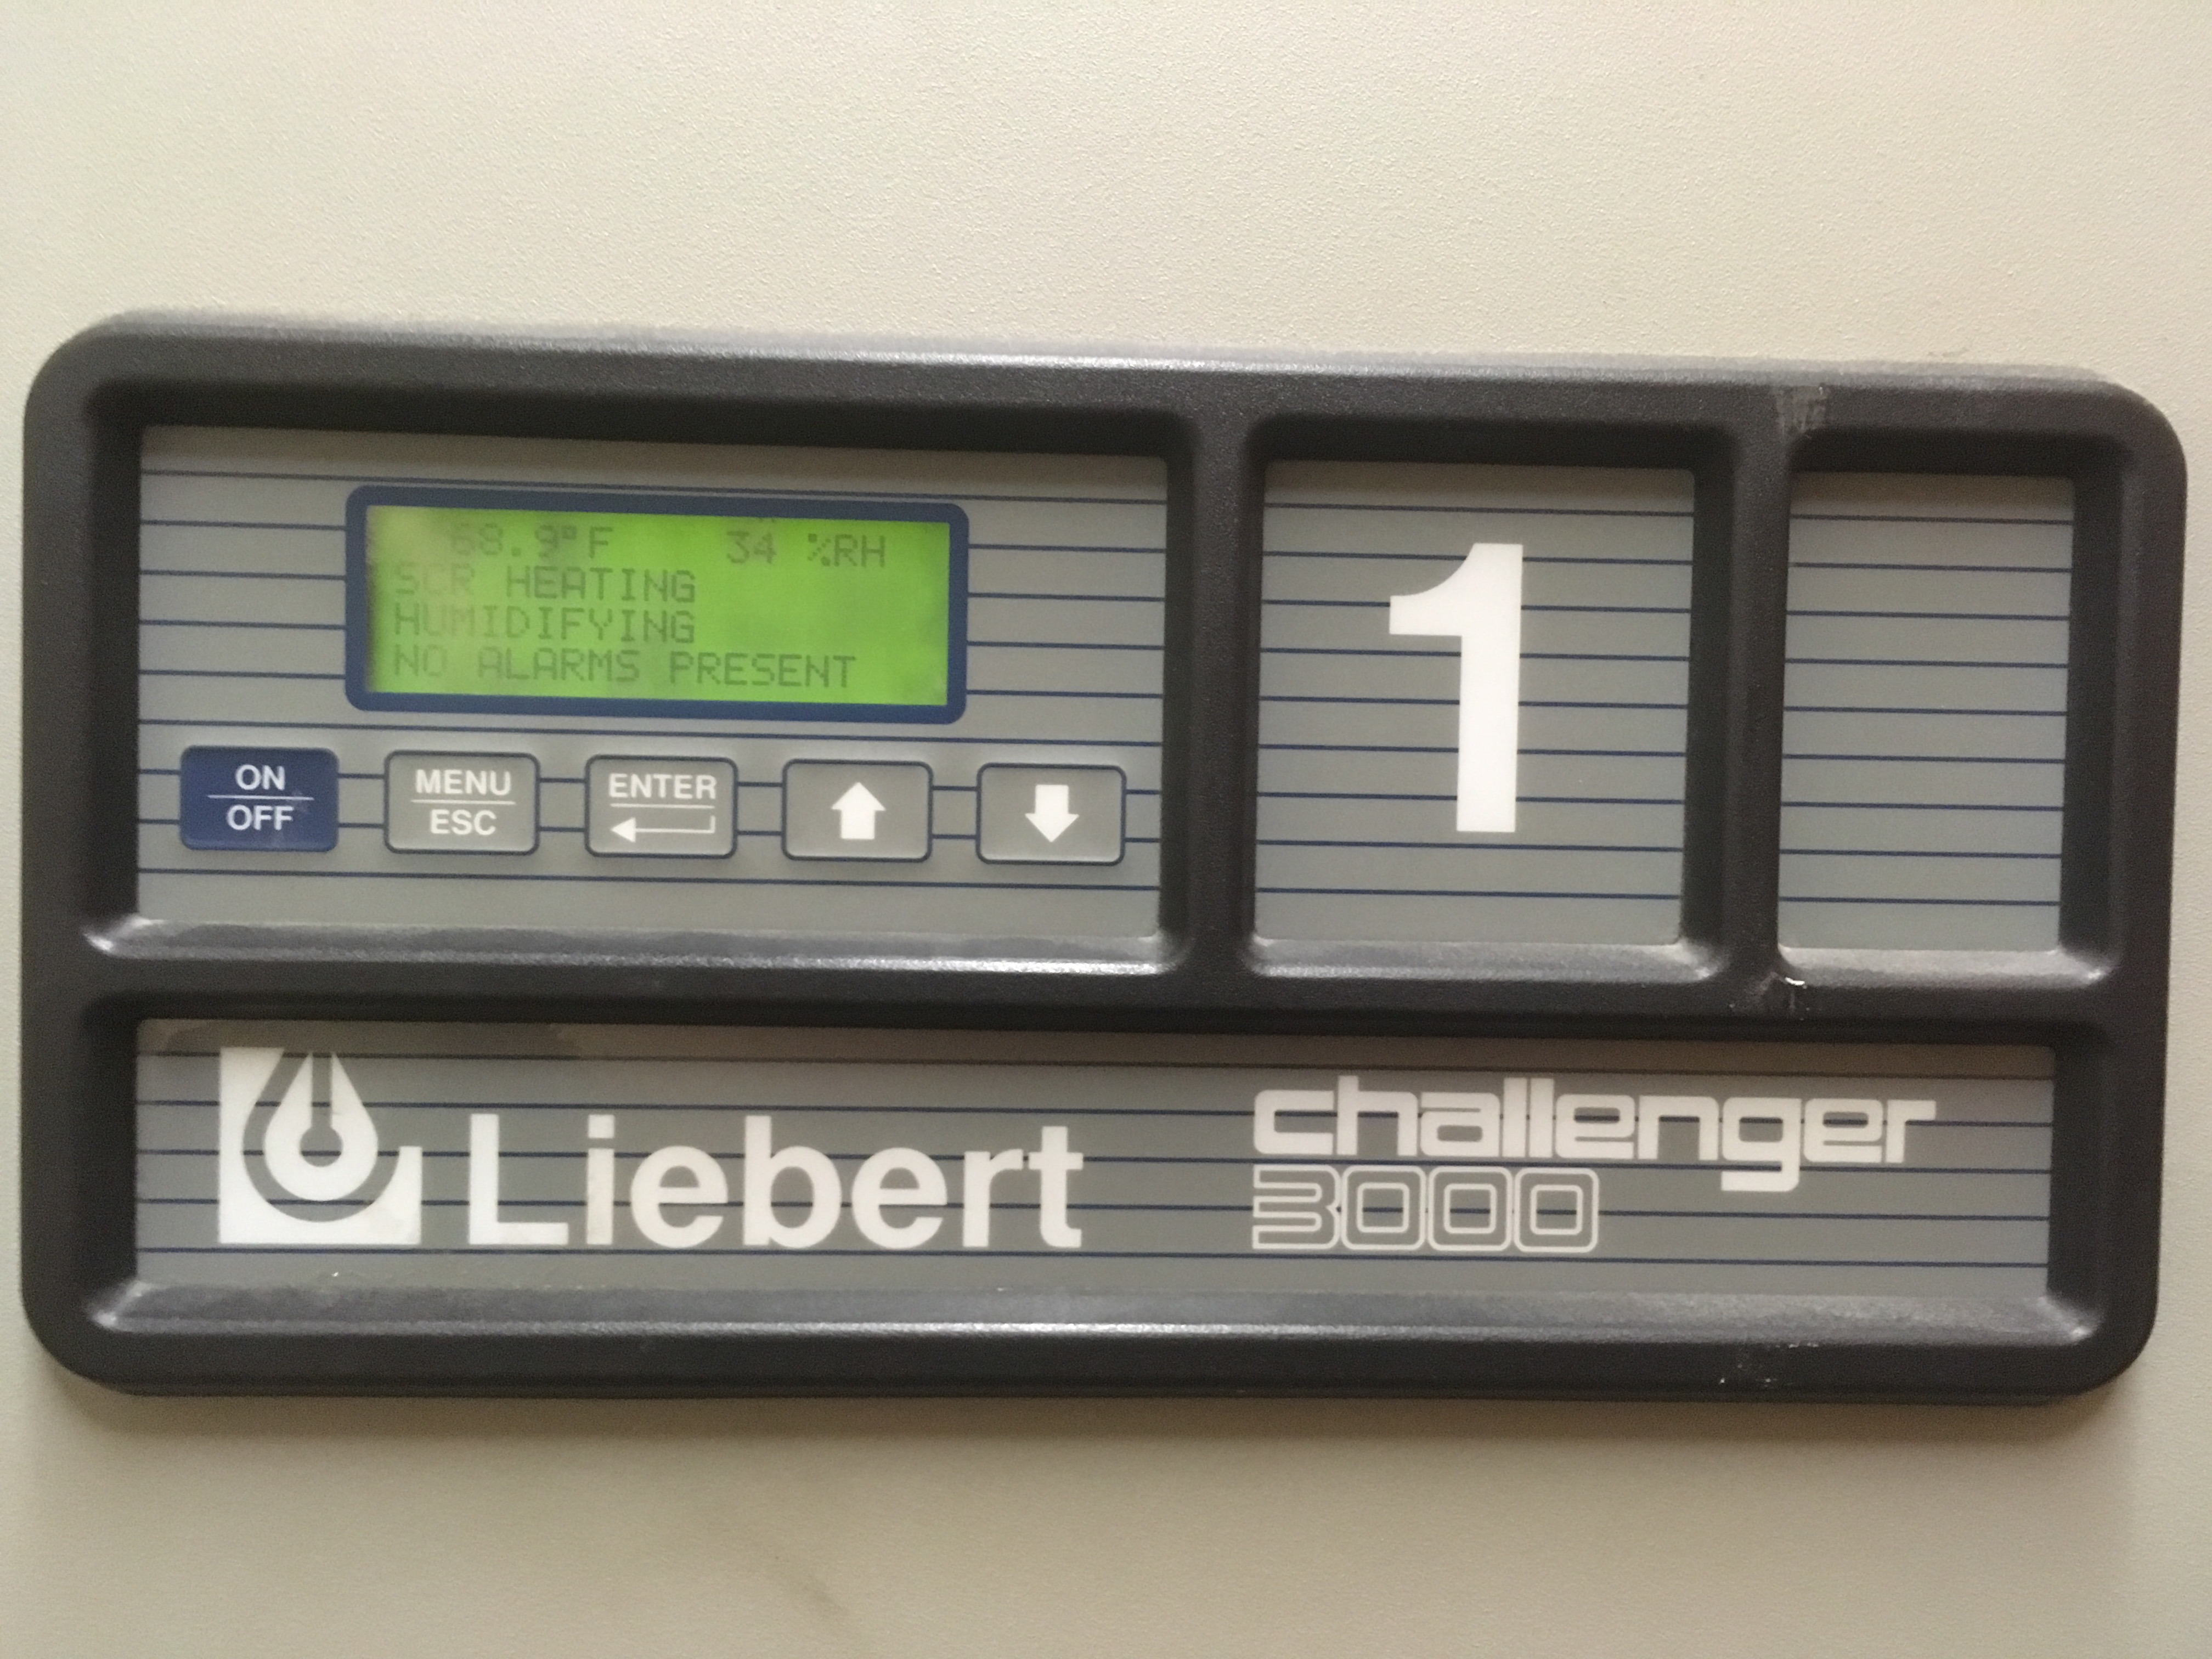 68.9°F 34 %RH
SCR HEATING
HUMIDIFYING
NO ALARMS PRESENT
ON
OFF
MENU
ESC
ENTER
1
Liebert
challenger
3000